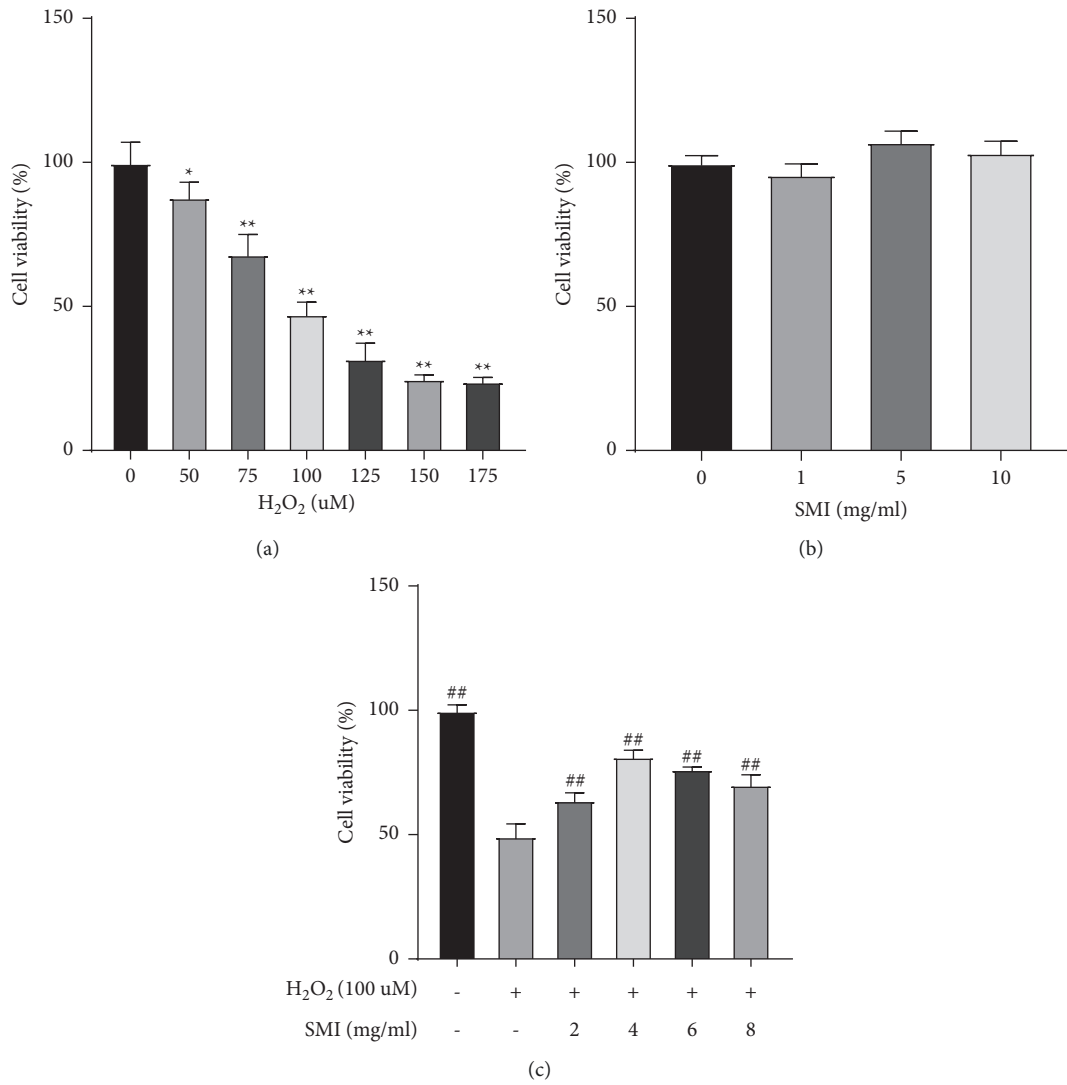 150
100
50
0
Cell viability (%)
*
**
**
**
**
**
0 50 75 100 125 150 175
H₂O₂ (uM)
(a)
150
100
50
0
Cell viability (%)
0 1 5 10
SMI (mg/ml)
(b)
150
100
50
0
Cell viability (%)
##
##
##
##
##
H₂O₂ (100 uM) - + + + + +
SMI (mg/ml) - - 2 4 6 8
(c)